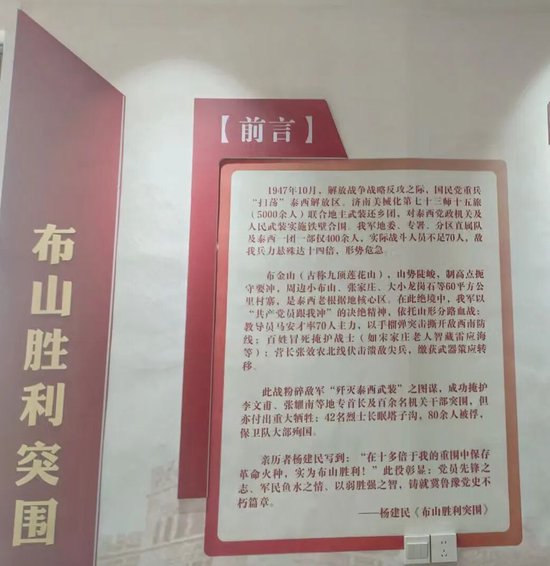 布山胜利突围
【前言】
1947年10月，解放战争战略反攻之际，国民党重兵
“扫荡”泰西解放区。济南美械化第七十三师十五旅
（5000余人）联合地主武装还乡团，对泰西党政机关及
人民武装实施铁壁合围。我军地委、专署、分区直属队
及泰西一团一部仅400余人，实际战斗人员不足70人，敌
我兵力悬殊达十四倍，形势危急。
布金山（古称九顶莲花山），山势陡峻，制高点扼
守要冲，周边小布山、张家庄、大小龙岗石等60平方公
里村寨，是泰西老根据地核心区。在此绝境中，我军以
“共产党员跟我冲”的决绝精神，依托山形分路血战：
教导员马安才率70人主力，以手榴弹突击撕开敌西南防
线；百姓冒死掩护战士（如宋家庄老人智藏雷应海
等）；营长张效农北线伏击溃敌尖兵，缴获武器策应转
移。
此战粉碎敌军“歼灭泰西武装”之图谋，成功掩护
李文甫、张耀南等地专首长及百余名机关干部突围，但
亦付出重大牺牲：42名烈士长眠塔子沟，80余人被俘，
保卫队大部殉国。
亲历者杨建民写到：“在十多倍于我的重围中保存
革命火种，实为布山胜利！”此役彰显：党员先锋之
志、军民鱼水之情、以弱胜强之智，铸就冀鲁豫党史不
朽篇章。
——杨建民《布山胜利突围》